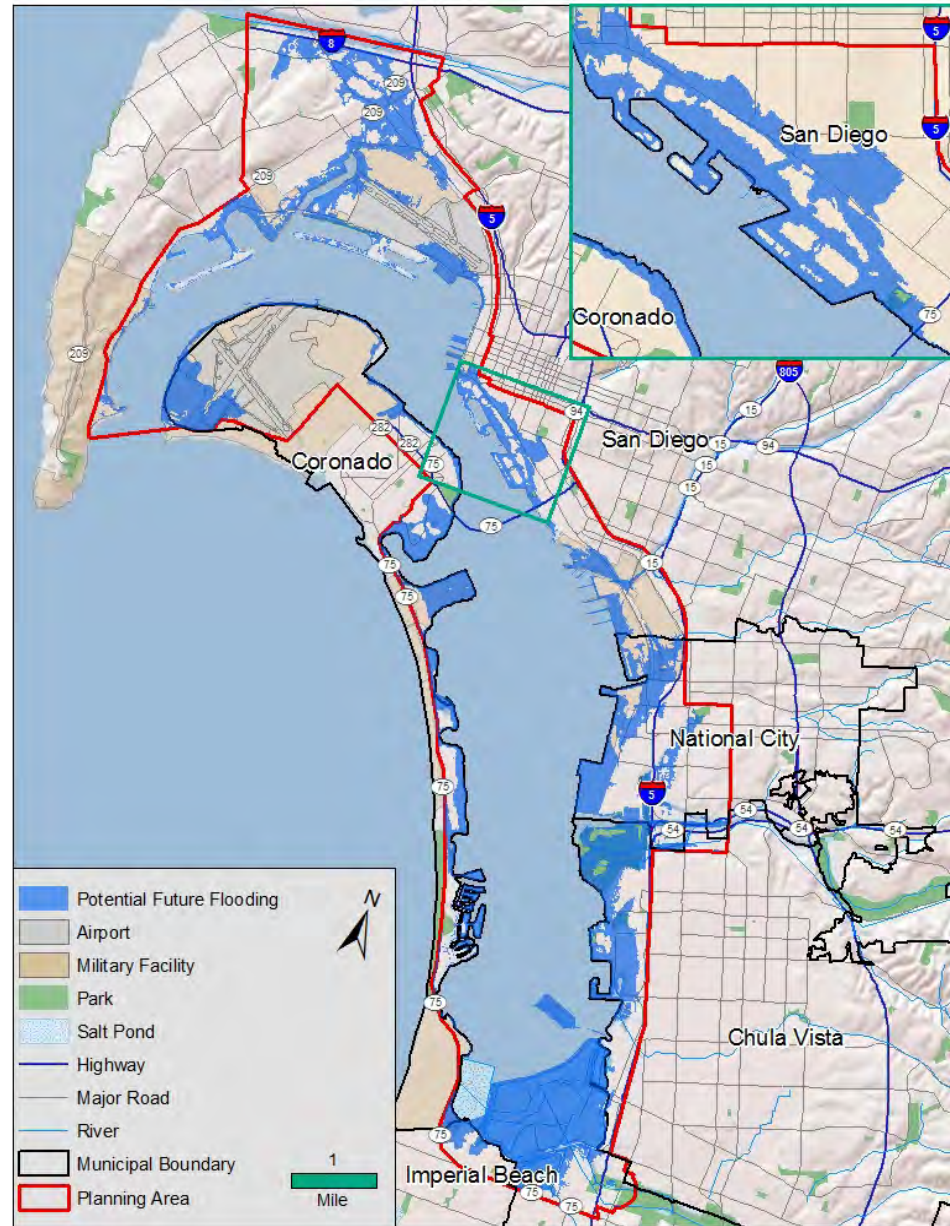 8
209
209
209
5
209
San Diego
5
5
75
Coronado
805
15
94
94
San Diego
15
15
15
282
282
Coronado
75
75
75
75
15
National City
5
54
54
54
54
75
75
Chula Vista
75
Imperial Beach
75
75
Potential Future Flooding
Airport
Military Facility
Park
Salt Pond
Highway
Major Road
River
Municipal Boundary
Planning Area
N
1
Mile